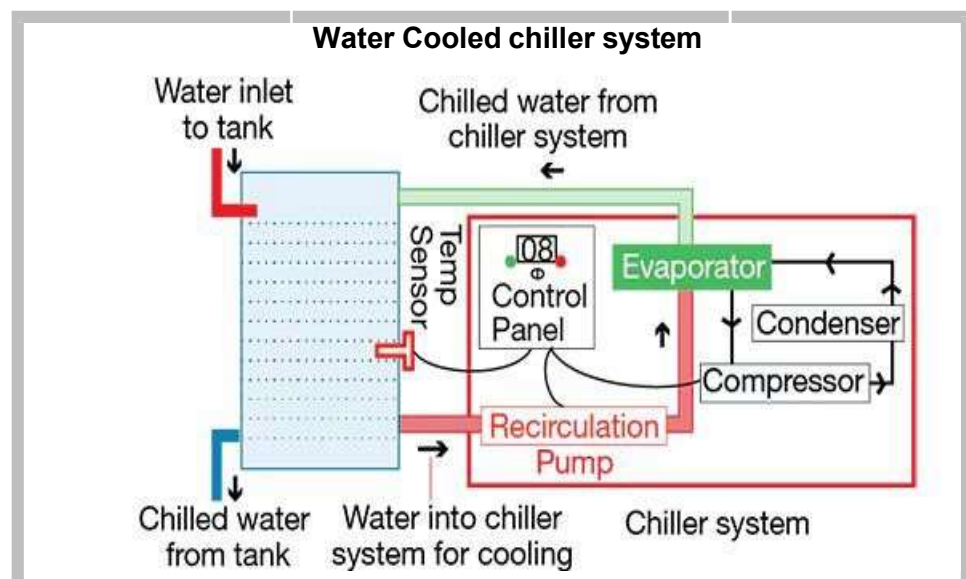 Water Cooled chiller system
Water inlet
to tank
Chilled water from
chiller system
Temp
Sensor
08
Control
Panel
Evaporator
Condenser
Compressor
Recirculation
Pump
Chilled water
from tank
Water into chiller
system for cooling
Chiller system